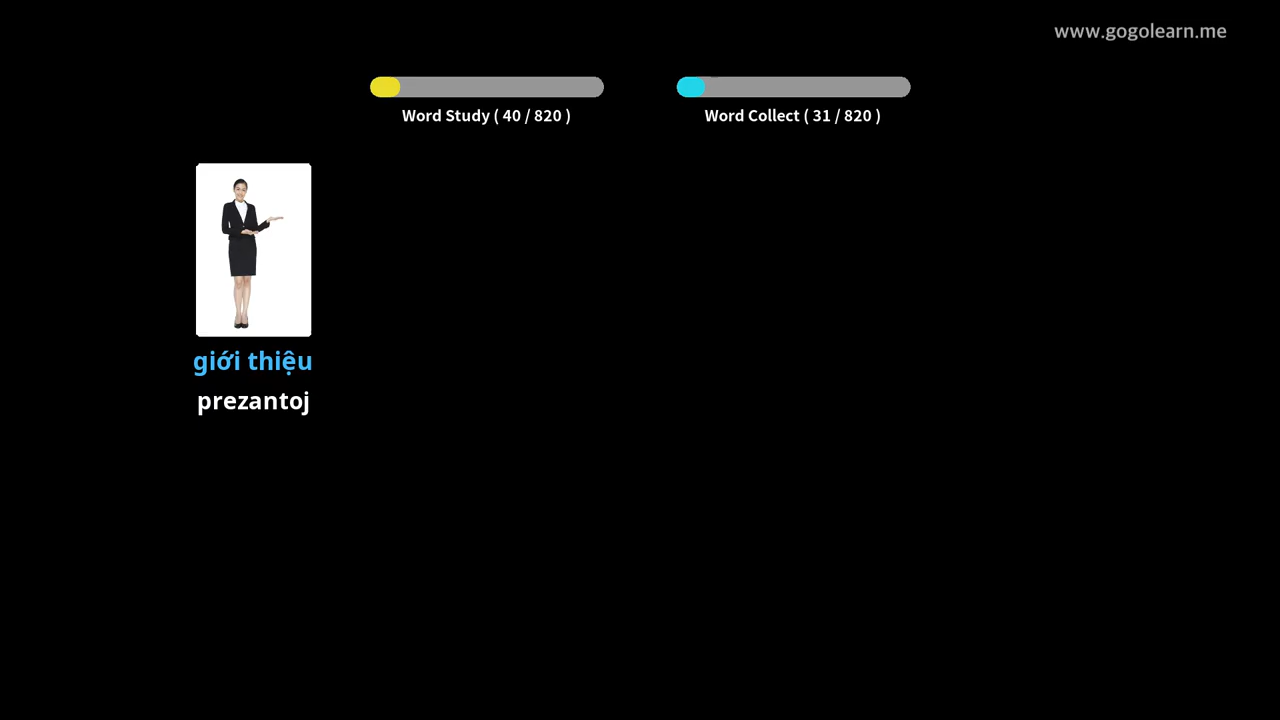 www.gogolearn.me
Word Study ( 40 / 820 )
Word Collect ( 31 / 820 )
giới thiệu
prezantoj